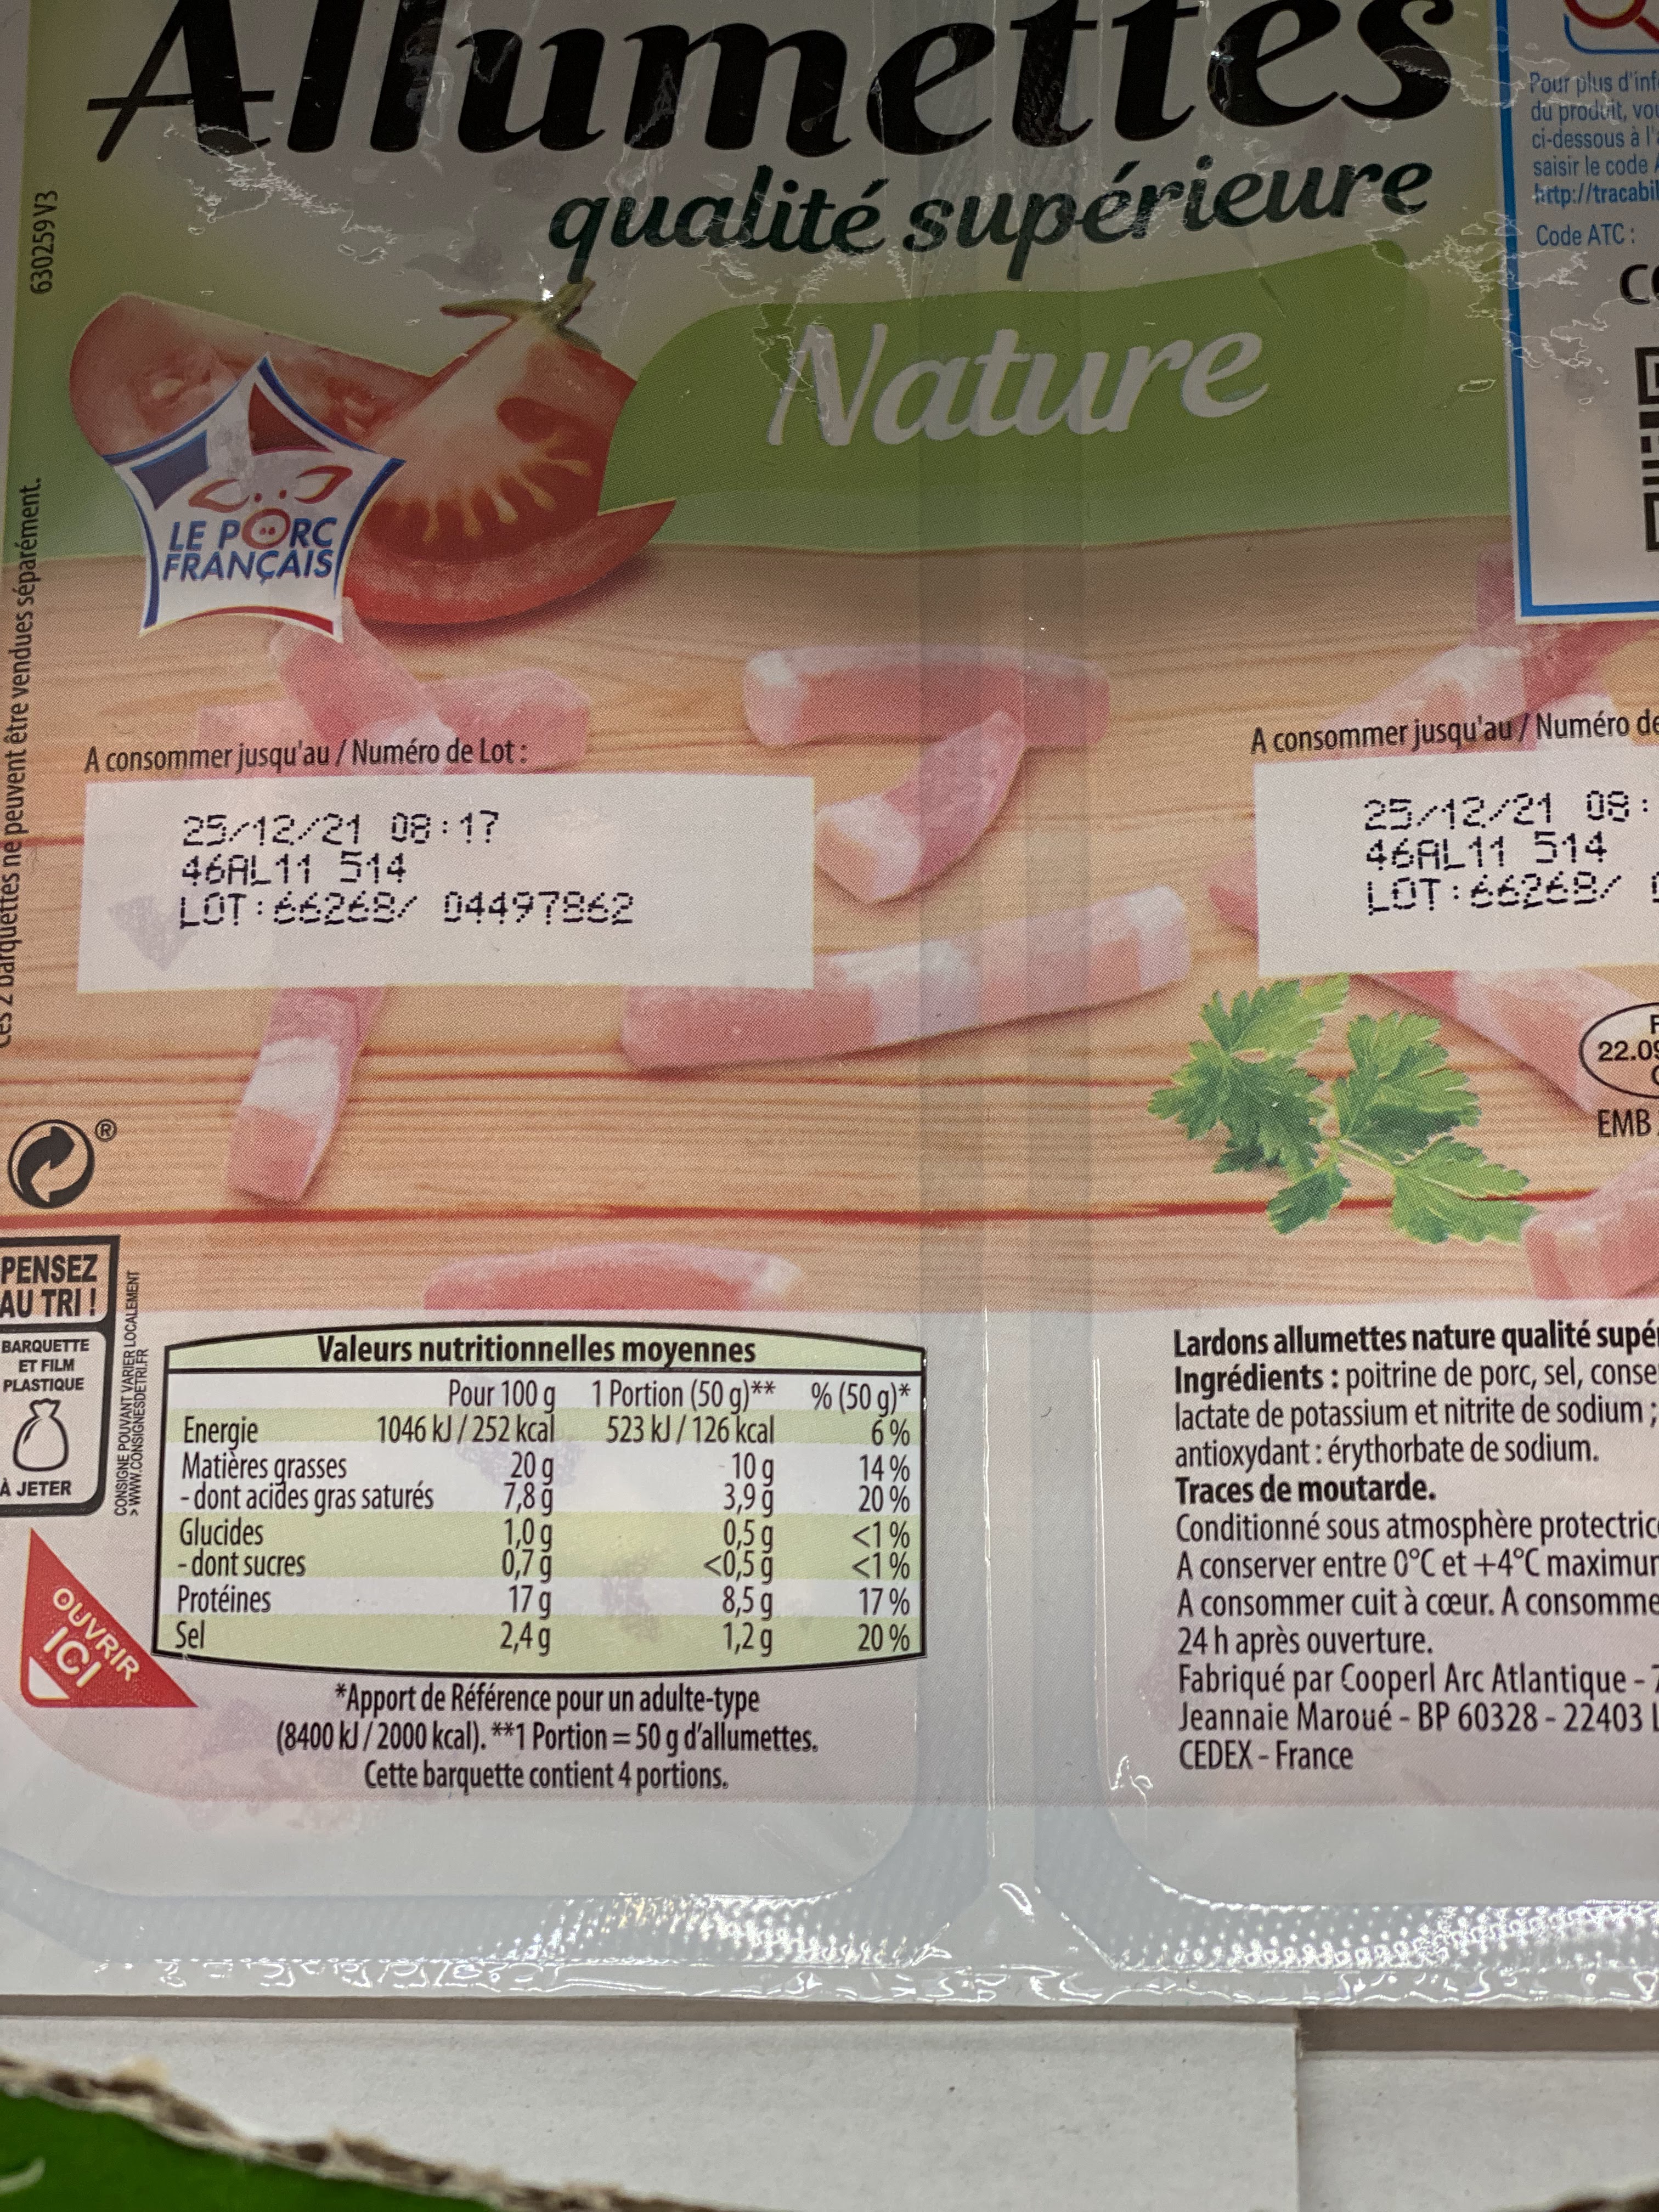 Allumettes
qualité supérieure
Nature
630259 V3
2 barquettes ne peuvent être vendues séparément.
LE PORC
FRANÇAIS
Pour plus d'inf
du produit, vou
ci-dessous à l'
saisir le code
http://tracabil
Code ATC :
A consommer jusqu'au / Numéro de Lot :
25/12/21 08:17
46AL11 514
LOT:66268/ 04497862
A consommer jusqu'au / Numéro de
25/12/21 08:
46AL11 514
LOT:66268/
22.09
EMB
®
PENSEZ
AU TRI !
BARQUETTE
ET FILM
PLASTIQUE
À JETER
CONSIGNE POUVANT VARIER LOCALEMENT
> WWW.CONSIGNESDETRI.FR
OUVRIR
ICI
Valeurs nutritionnelles moyennes
Pour 100 g 1 Portion (50 g)** % (50 g)*
Energie 1046 kJ / 252 kcal 523 kJ / 126 kcal 6 %
Matières grasses 20 g 10 g 14 %
- dont acides gras saturés 7,8 g 3,9 g 20 %
Glucides 1,0 g 0,5 g <1 %
- dont sucres 0,7 g <0,5 g <1 %
Protéines 17 g 8,5 g 17 %
Sel 2,4 g 1,2 g 20 %
*Apport de Référence pour un adulte-type
(8400 kJ / 2000 kcal). **1 Portion = 50 g d'allumettes.
Cette barquette contient 4 portions.
Lardons allumettes nature qualité supér
Ingrédients : poitrine de porc, sel, conser
lactate de potassium et nitrite de sodium ;
antioxydant : érythorbate de sodium.
Traces de moutarde.
Conditionné sous atmosphère protectric
A conserver entre 0°C et +4°C maximum
A consommer cuit à cœur. A consomme
24 h après ouverture.
Fabriqué par Cooperl Arc Atlantique -
Jeannaie Maroué - BP 60328 - 22403 L
CEDEX - France